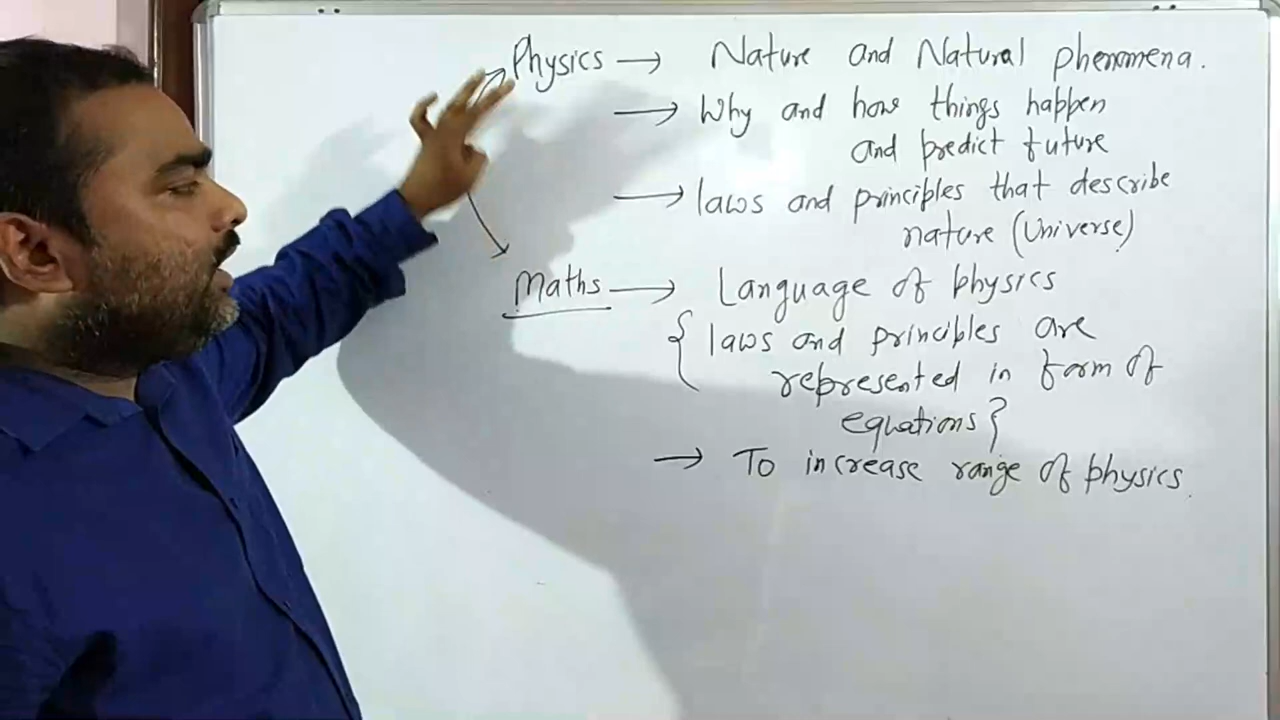 Physics → Nature and Natural phenomena.
→ Why and how things happen
and predict future
→ laws and principles that describe
nature (Universe)
Maths → Language of physics
{ laws and principles are
represented in form of
equations }
→ To increase range of physics.